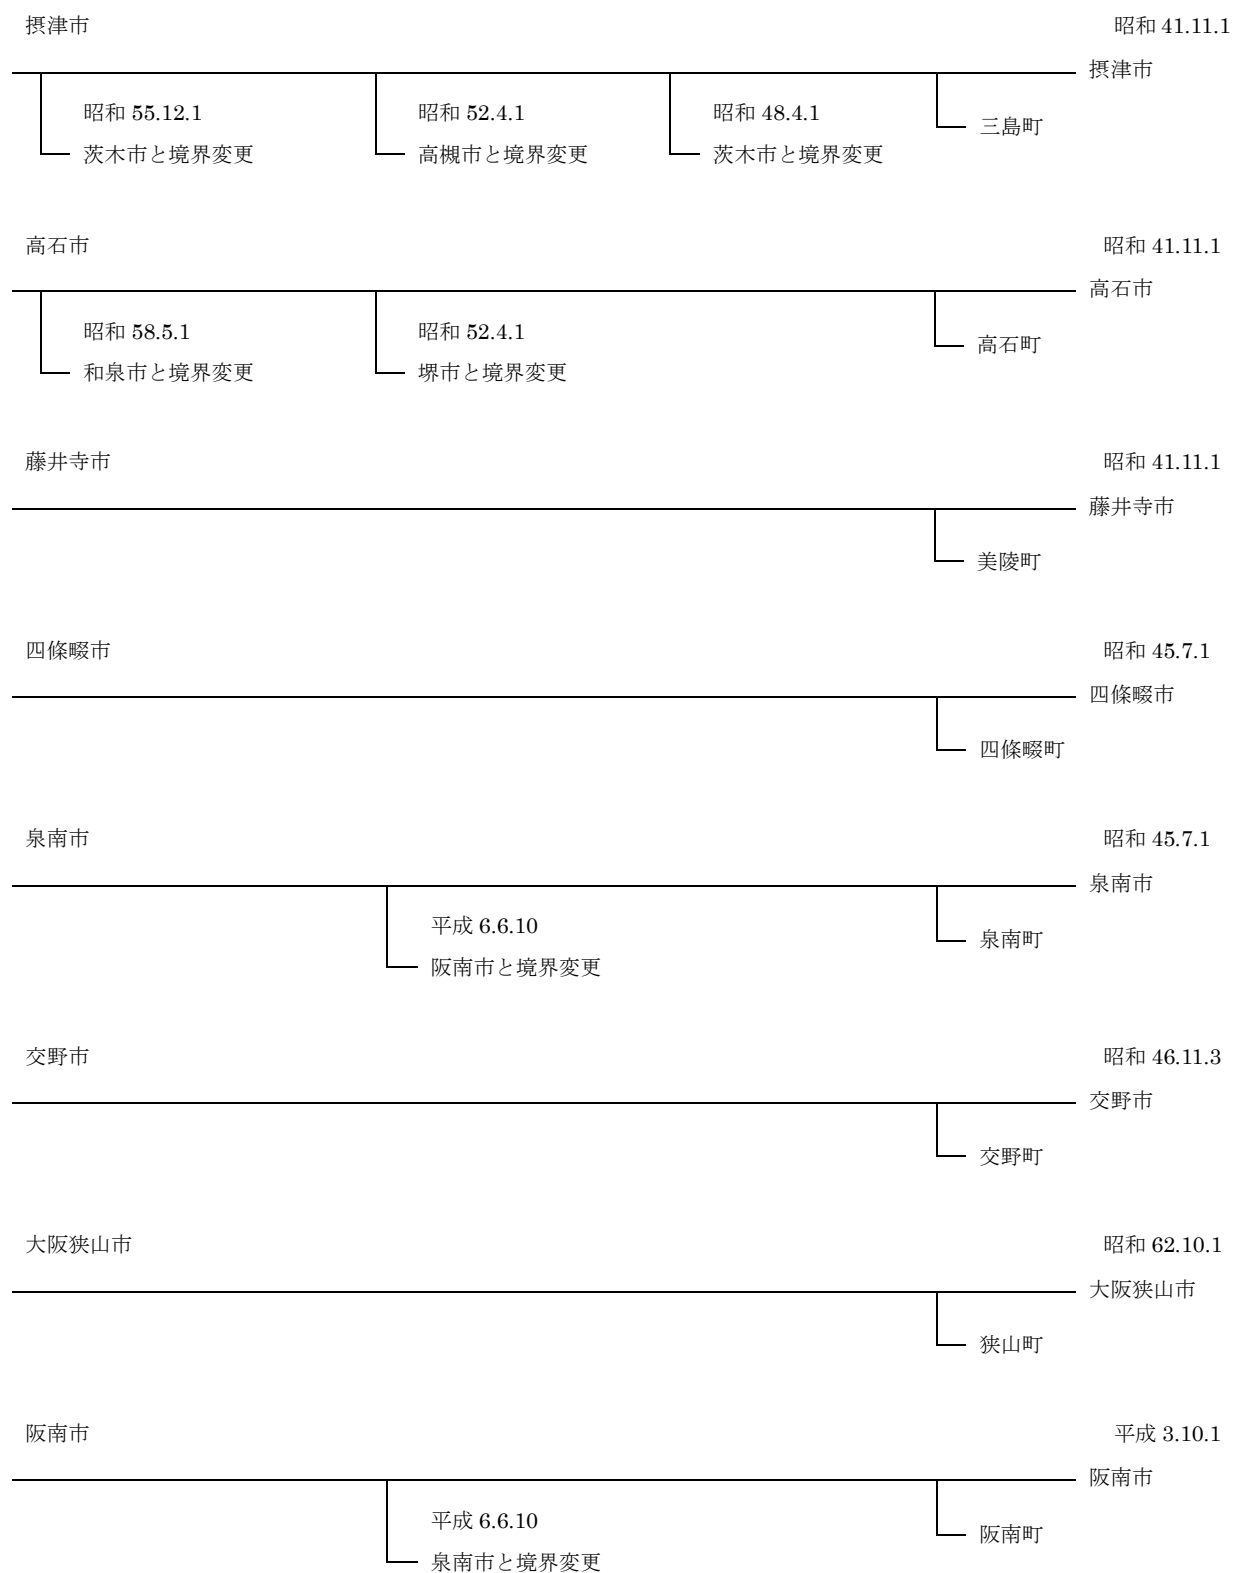 摂津市
昭和 41.11.1
摂津市
昭和 55.12.1
茨木市と境界変更
昭和 52.4.1
高槻市と境界変更
昭和 48.4.1
茨木市と境界変更
三島町
高石市
昭和 41.11.1
高石市
昭和 58.5.1
和泉市と境界変更
昭和 52.4.1
堺市と境界変更
高石町
藤井寺市
昭和 41.11.1
藤井寺市
美陵町
四條畷市
昭和 45.7.1
四條畷市
四條畷町
泉南市
昭和 45.7.1
泉南市
平成 6.6.10
阪南市と境界変更
泉南町
交野市
昭和 46.11.3
交野市
交野町
大阪狭山市
昭和 62.10.1
大阪狭山市
狭山町
阪南市
平成 3.10.1
阪南市
平成 6.6.10
泉南市と境界変更
阪南町